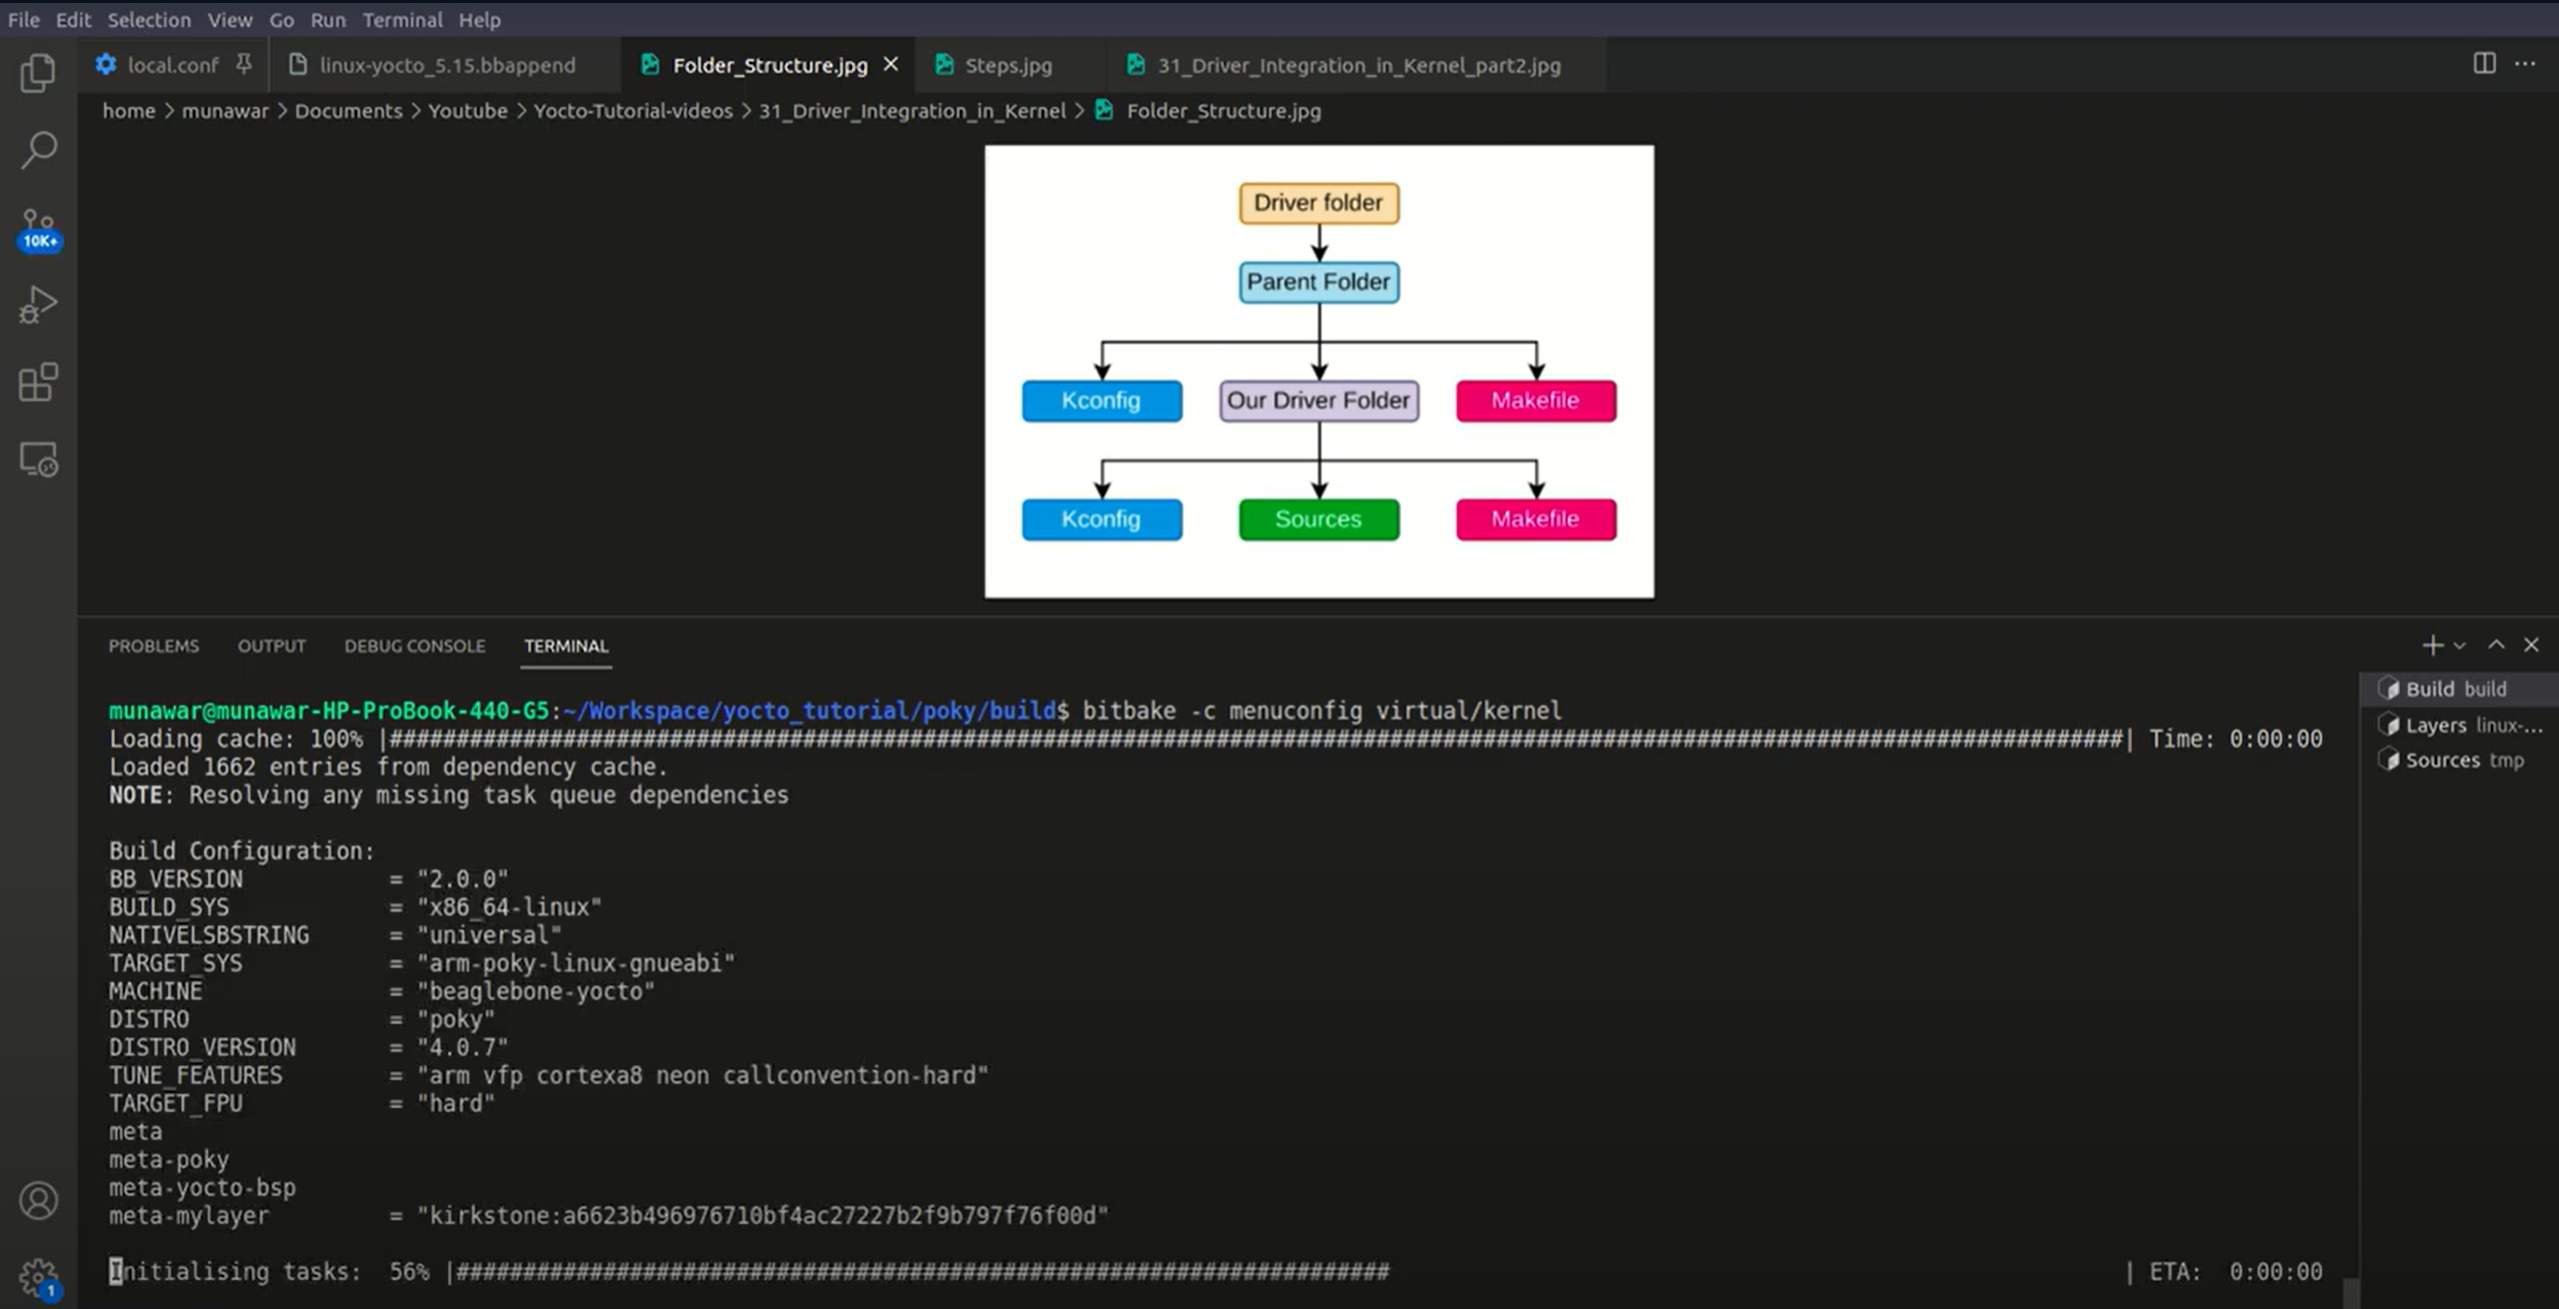 File Edit Selection View Go Run Terminal Help
local.conf linux-yocto_5.15.bbappend Folder_Structure.jpg Steps.jpg 31_Driver_Integration_in_Kernel_part2.jpg
home > munawar > Documents > Youtube > Yocto-Tutorial-videos > 31_Driver_Integration_in_Kernel > Folder_Structure.jpg
10K+
Driver folder
Parent Folder
Kconfig Our Driver Folder Makefile
Kconfig Sources Makefile
PROBLEMS OUTPUT DEBUG CONSOLE TERMINAL
munawar@munawar-HP-ProBook-440-G5:~/Workspace/yocto_tutorial/poky/build$ bitbake -c menuconfig virtual/kernel
Loading cache: 100% |##################################################################################################################################| Time: 0:00:00
Loaded 1662 entries from dependency cache.
NOTE: Resolving any missing task queue dependencies
Build Configuration:
BB_VERSION = "2.0.0"
BUILD_SYS = "x86_64-linux"
NATIVELSBSTRING = "universal"
TARGET_SYS = "arm-poky-linux-gnueabi"
MACHINE = "beaglebone-yocto"
DISTRO = "poky"
DISTRO_VERSION = "4.0.7"
TUNE_FEATURES = "arm vfp cortexa8 neon callconvention-hard"
TARGET_FPU = "hard"
meta
meta-poky
meta-yocto-bsp
meta-mylayer = "kirkstone:a6623b496976710bf4ac27227b2f9b797f76f00d"
Initialising tasks: 56% |###################################################################### | ETA: 0:00:00
Build build
Layers linux-...
Sources tmp
1